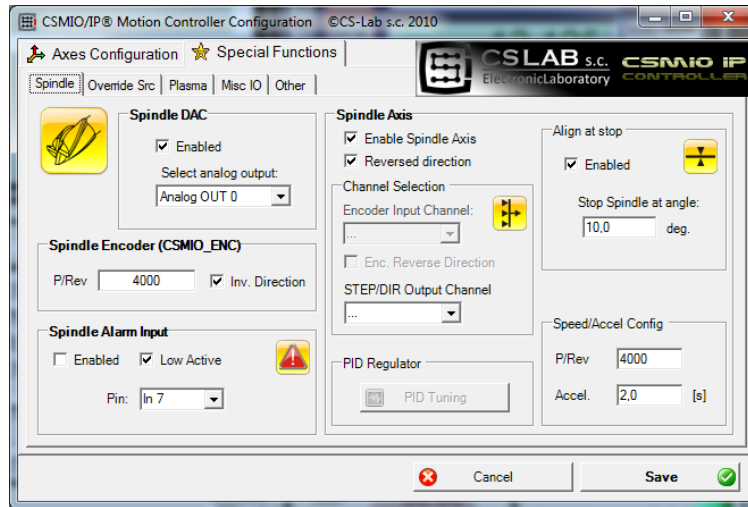 CSMIO/IP® Motion Controller Configuration ©CS-Lab s.c. 2010
Axes Configuration Special Functions
CSLAB s.c.
ElectronicLaboratory
CSMIO IP
CONTROLLER
Spindle Override Src Plasma Misc IO Other
Spindle DAC
Enabled
Select analog output:
Analog OUT 0
Spindle Encoder (CSMIO_ENC)
P/Rev 4000 Inv. Direction
Spindle Alarm Input
Enabled Low Active
Pin: In 7
Spindle Axis
Enable Spindle Axis
Reversed direction
Channel Selection
Encoder Input Channel:
...
Enc. Reverse Direction
STEP/DIR Output Channel
...
PID Regulator
PID Tuning
Align at stop
Enabled
Stop Spindle at angle:
10,0 deg.
Speed/Accel Config
P/Rev 4000
Accel. 2,0 [s]
Cancel Save